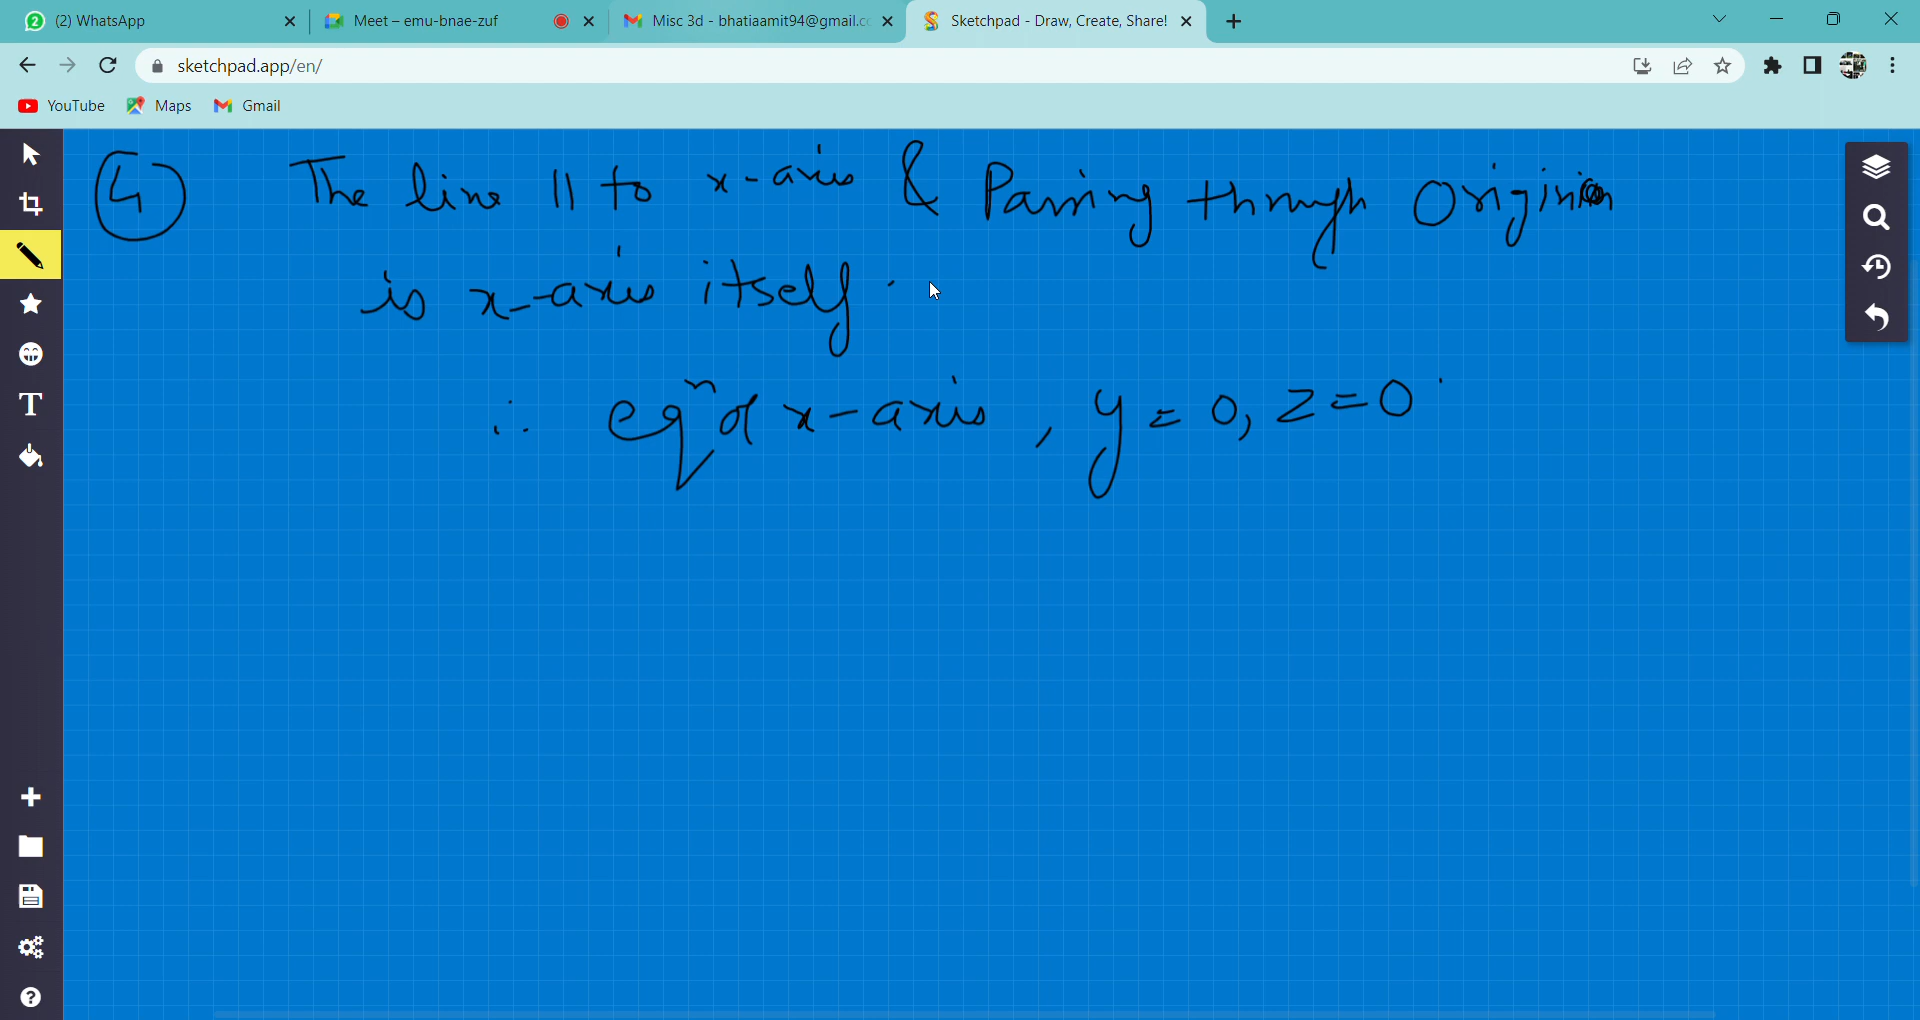 (2) WhatsApp
Meet – emu-bnae-zuf
Misc 3d - bhatiaamit94@gmail.c
Sketchpad - Draw, Create, Share!
sketchpad.app/en/
YouTube
Maps
Gmail
④ The line || to x-axis & Passing through Origin
is x-axis itself.
∴ eqⁿ of x-axis, y = 0, z = 0
T